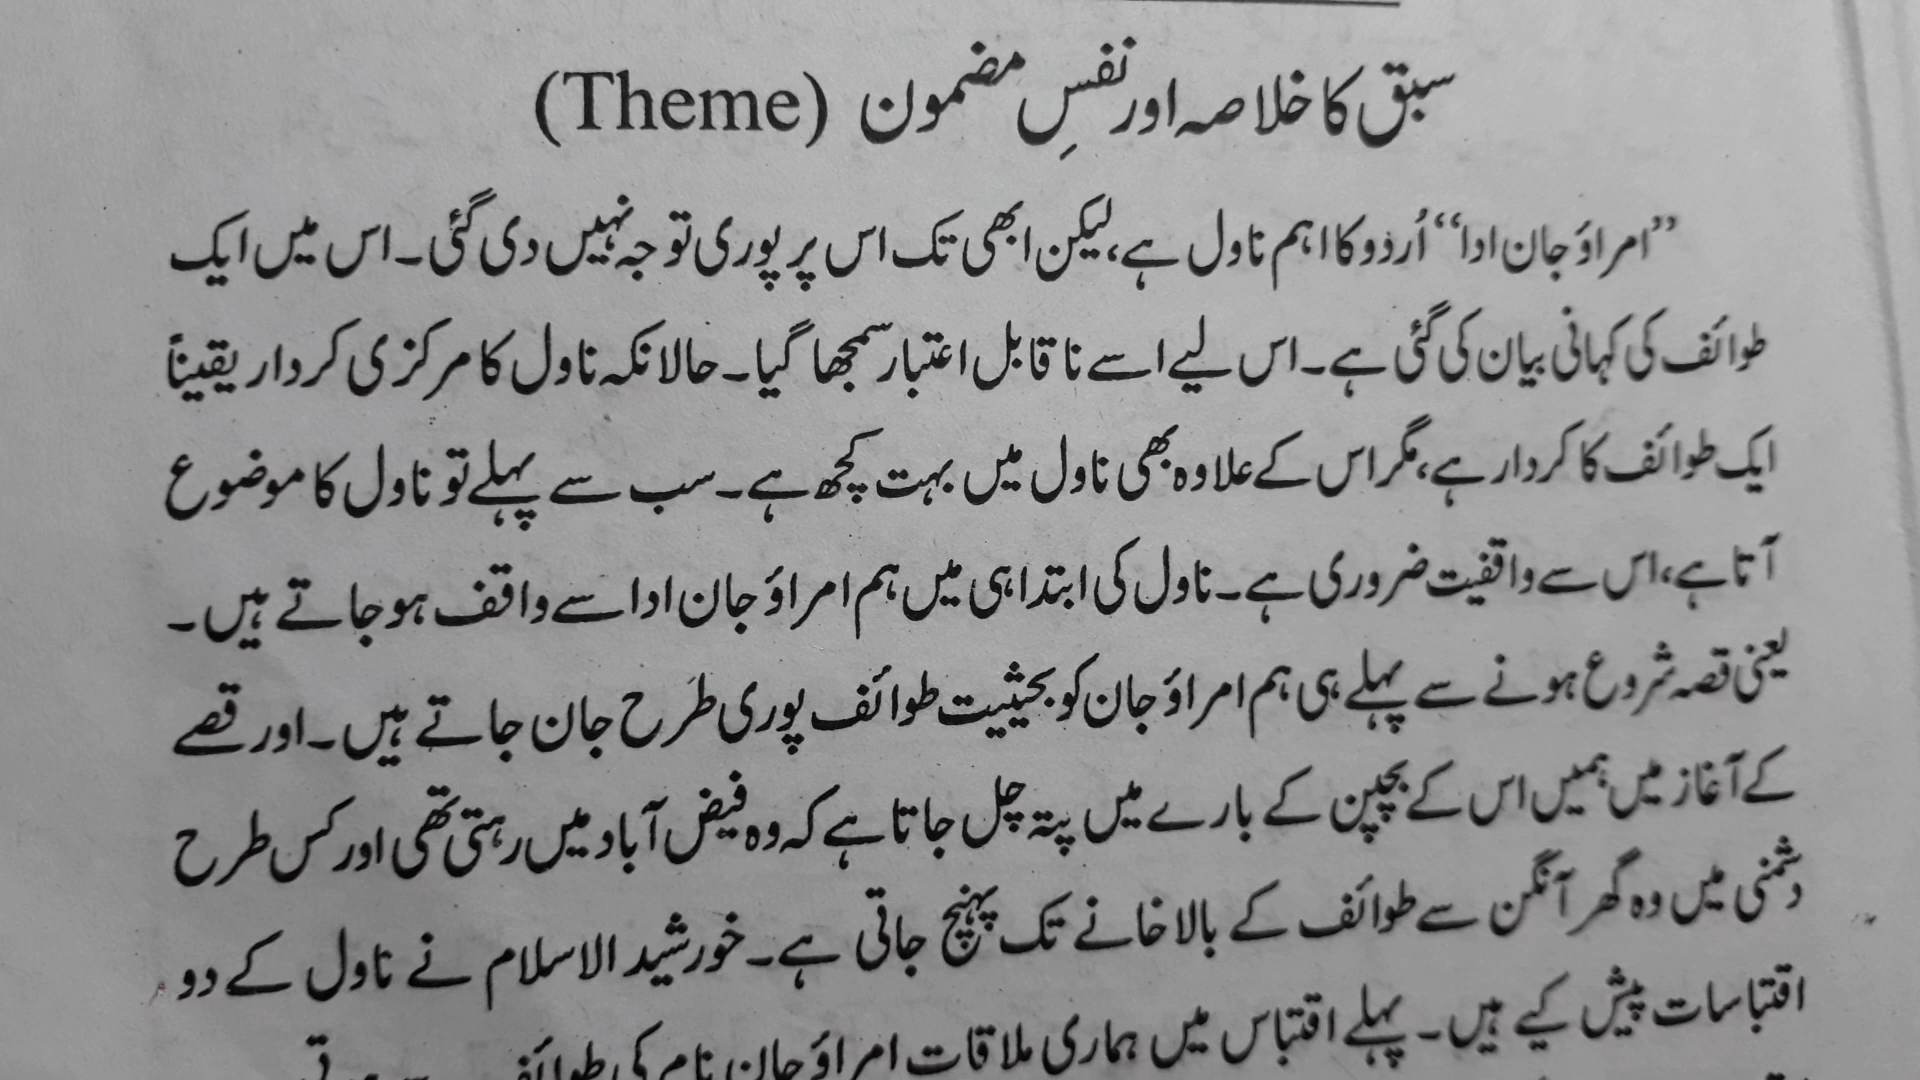 سبق کا خلاصہ اور نفسِ مضمون (Theme)
”امراؤ جان ادا“ اُردو کا اہم ناول ہے، لیکن ابھی تک اس پر پوری توجہ نہیں دی گئی۔ اس میں ایک
طوائف کی کہانی بیان کی گئی ہے۔ اس لیے اسے ناقابل اعتبار سمجھا گیا۔ حالانکہ ناول کا مرکزی کردار یقیناً
ایک طوائف کا کردار ہے، مگر اس کے علاوہ بھی ناول میں بہت کچھ ہے۔ سب سے پہلے تو ناول کا موضوع
آتا ہے، اس سے واقفیت ضروری ہے۔ ناول کی ابتدا ہی میں ہم امراؤ جان ادا سے واقف ہو جاتے ہیں۔
یعنی قصہ شروع ہونے سے پہلے ہی ہم امراؤ جان کو بحیثیت طوائف پوری طرح جان جاتے ہیں۔ اور قصے
کے آغاز میں ہمیں اس کے بچپن کے بارے میں پتہ چل جاتا ہے کہ وہ فیض آباد میں رہتی تھی اور کس طرح
دشمنی میں وہ گھر آنگن سے طوائف کے بالا خانے تک پہنچ جاتی ہے۔ خورشید الاسلام نے ناول کے دو
اقتباسات پیش کیے ہیں۔ پہلے اقتباس میں ہماری ملاقات امراؤ جان نام کی طوائف